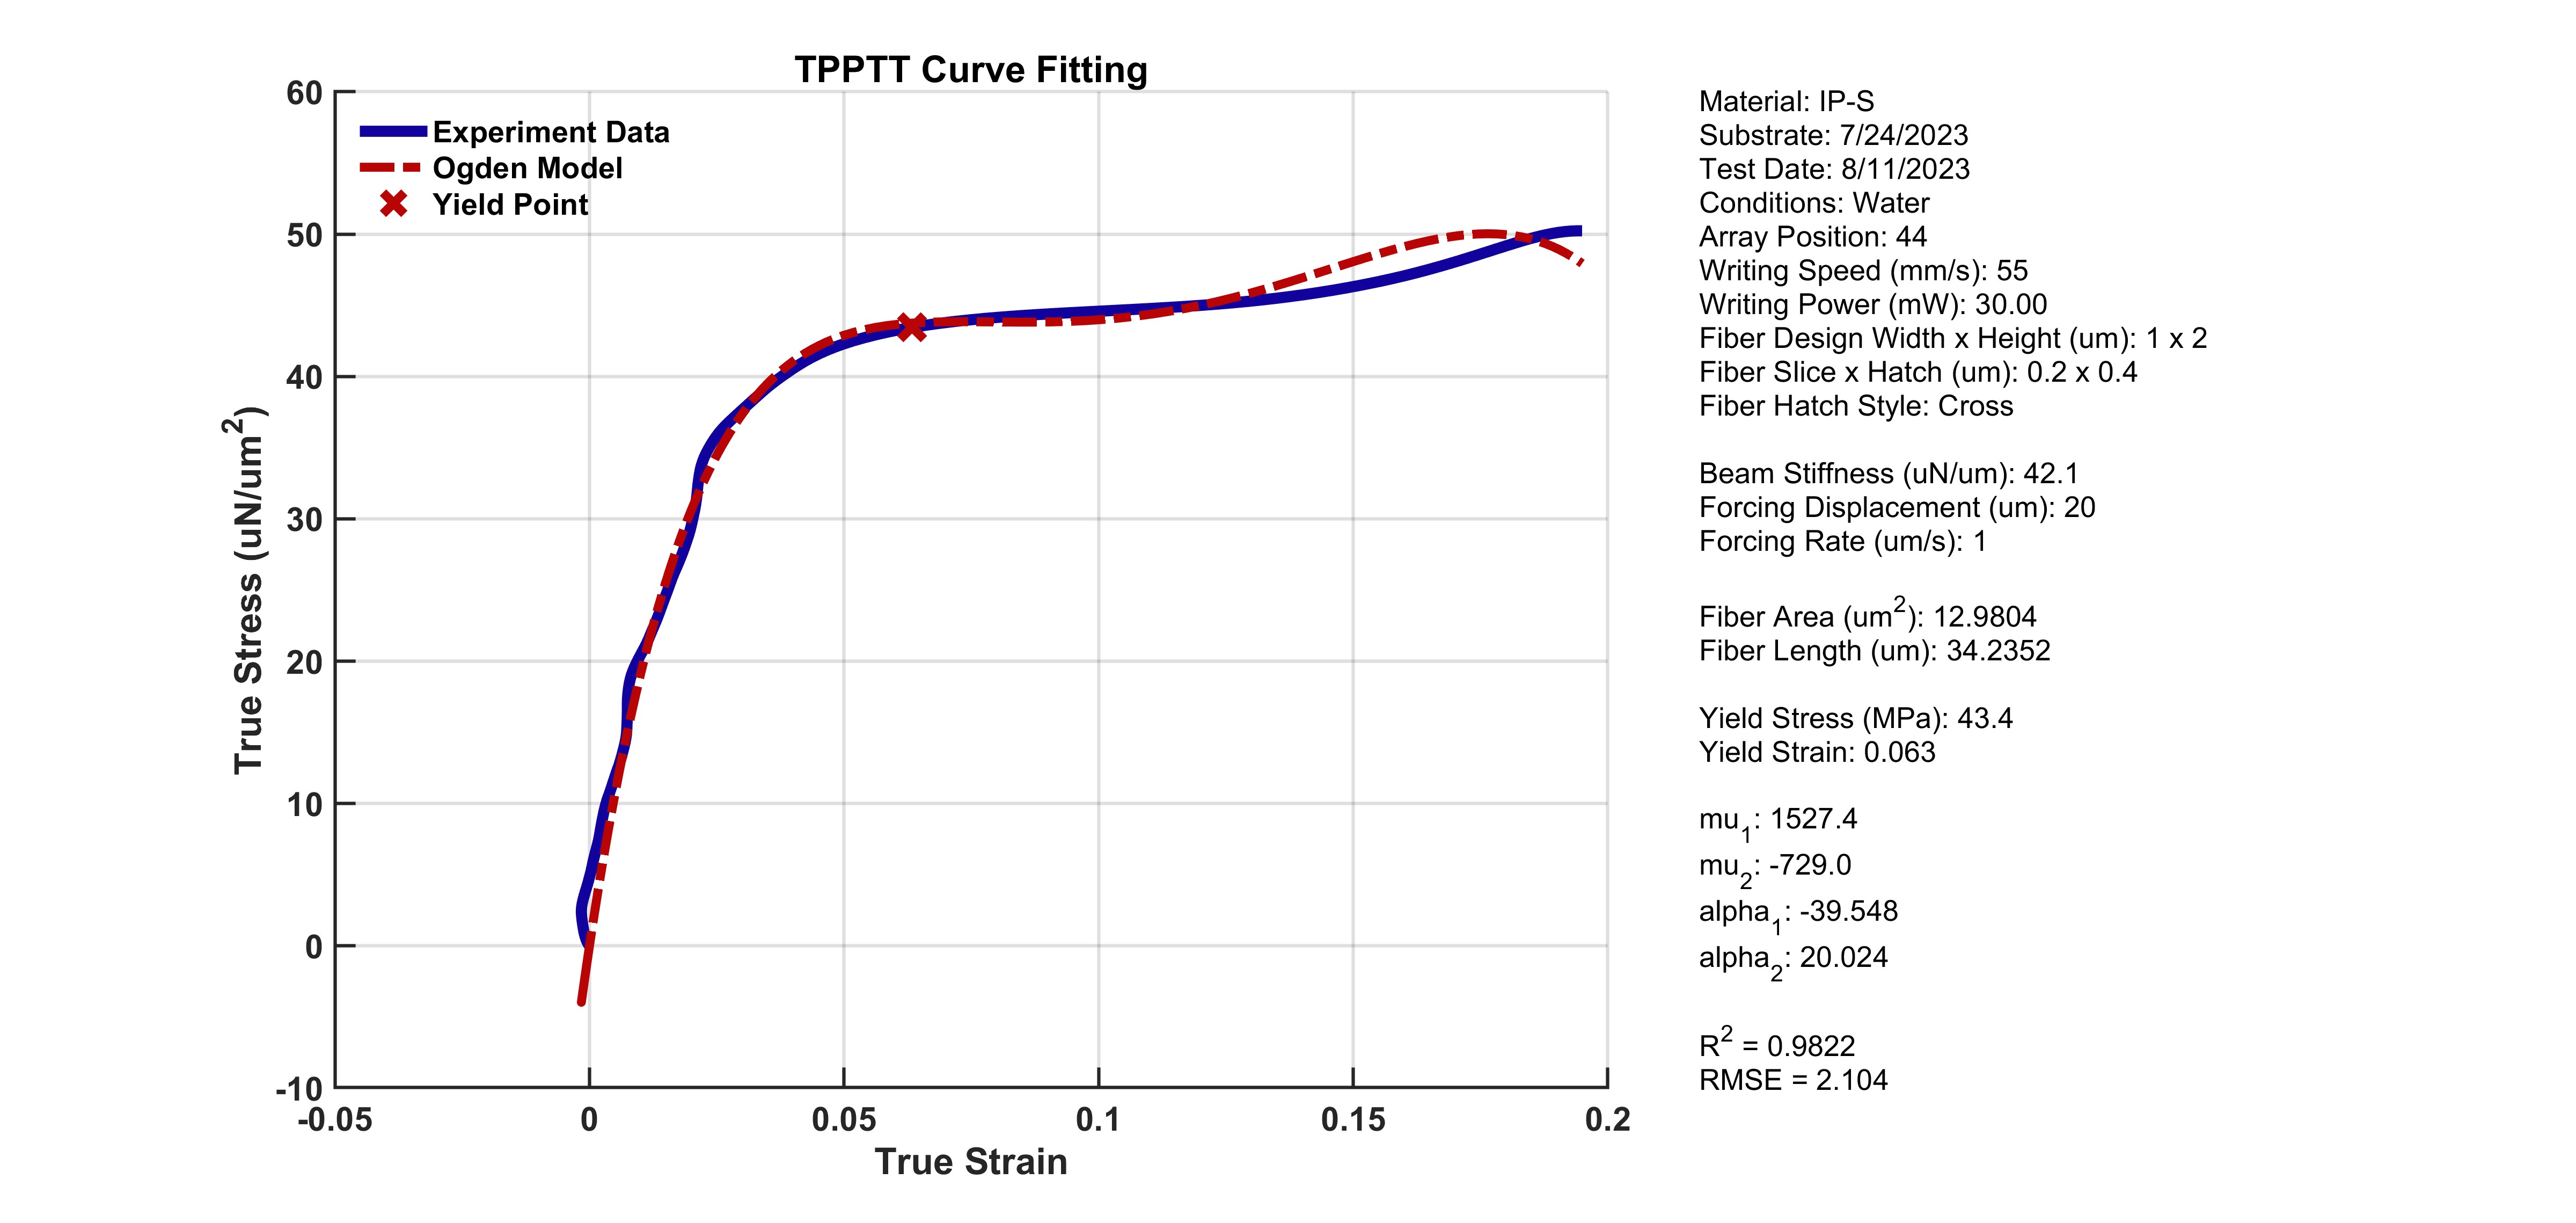 TPPTT Curve Fitting
Experiment Data
Ogden Model
Yield Point
True Stress (uN/um²)
60
50
40
30
20
10
0
-10
-0.05
0
0.05
0.1
0.15
0.2
True Strain
Material: IP-S
Substrate: 7/24/2023
Test Date: 8/11/2023
Conditions: Water
Array Position: 44
Writing Speed (mm/s): 55
Writing Power (mW): 30.00
Fiber Design Width x Height (um): 1 x 2
Fiber Slice x Hatch (um): 0.2 x 0.4
Fiber Hatch Style: Cross
Beam Stiffness (uN/um): 42.1
Forcing Displacement (um): 20
Forcing Rate (um/s): 1
Fiber Area (um²): 12.9804
Fiber Length (um): 34.2352
Yield Stress (MPa): 43.4
Yield Strain: 0.063
mu₁: 1527.4
mu₂: -729.0
alpha₁: -39.548
alpha₂: 20.024
R² = 0.9822
RMSE = 2.104